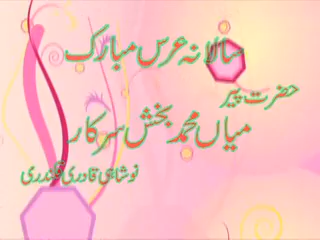 سالانہ عرس مبارک
حضرت پیر
میاں محمد بخش سرکار
نوشاہی قادری قلندری